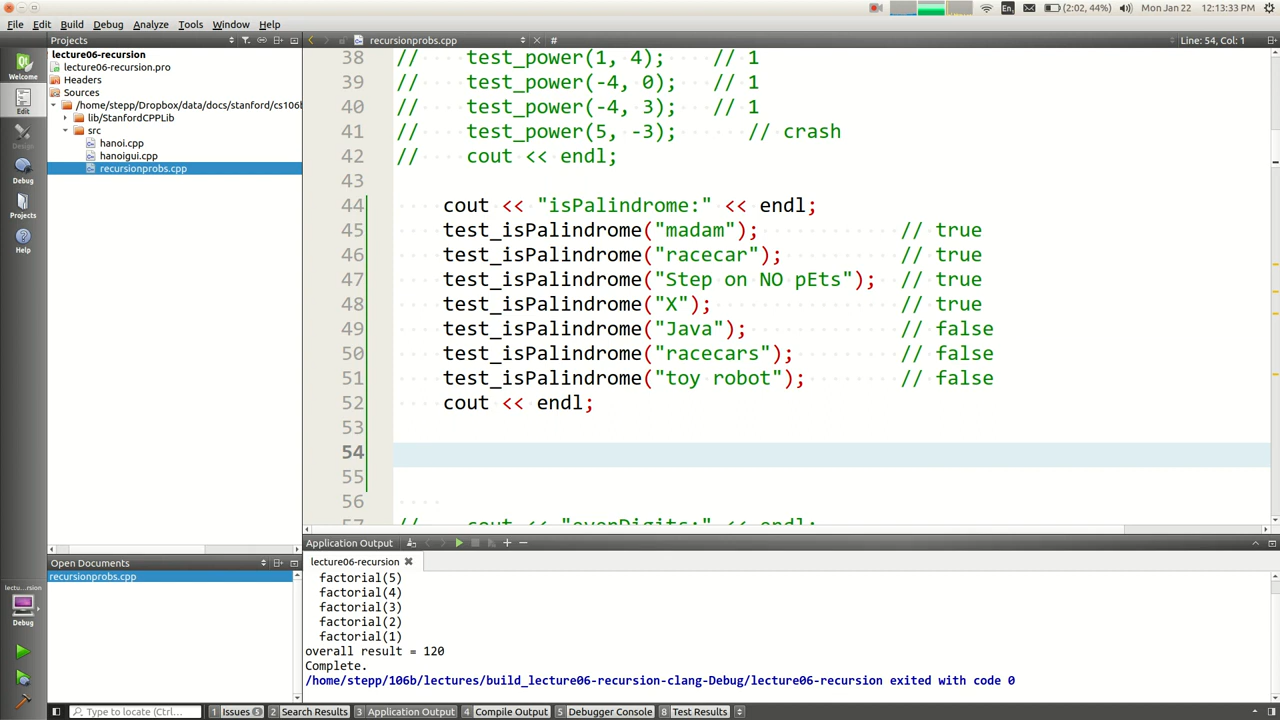 (2:02, 44%) Mon Jan 22 12:13:33 PM
En,
File Edit Build Debug Analyze Tools Window Help
Projects
recursionprobs.cpp
#
Line: 54, Col: 1
lecture06-recursion
lecture06-recursion.pro
Headers
Sources
/home/stepp/Dropbox/data/docs/stanford/cs106b
lib/StanfordCPPLib
src
hanoi.cpp
hanoigui.cpp
recursionprobs.cpp
Welcome
Edit
Design
Debug
Projects
Help
38 // test_power(1, 4); // 1
39 // test_power(-4, 0); // 1
40 // test_power(-4, 3); // 1
41 // test_power(5, -3); // crash
42 // cout << endl;
43
44 cout << "isPalindrome:" << endl;
45 test_isPalindrome("madam"); // true
46 test_isPalindrome("racecar"); // true
47 test_isPalindrome("Step on NO pEts"); // true
48 test_isPalindrome("X"); // true
49 test_isPalindrome("Java"); // false
50 test_isPalindrome("racecars"); // false
51 test_isPalindrome("toy robot"); // false
52 cout << endl;
53
54
55
56
57 // cout << "evenDigits:" << endl;
Open Documents
recursionprobs.cpp
lectu...rsion
Debug
Application Output
lecture06-recursion
factorial(5)
factorial(4)
factorial(3)
factorial(2)
factorial(1)
overall result = 120
Complete.
/home/stepp/106b/lectures/build_lecture06-recursion-clang-Debug/lecture06-recursion exited with code 0
Type to locate (Ctrl...
1 Issues 5 2 Search Results 3 Application Output 4 Compile Output 5 Debugger Console 8 Test Results